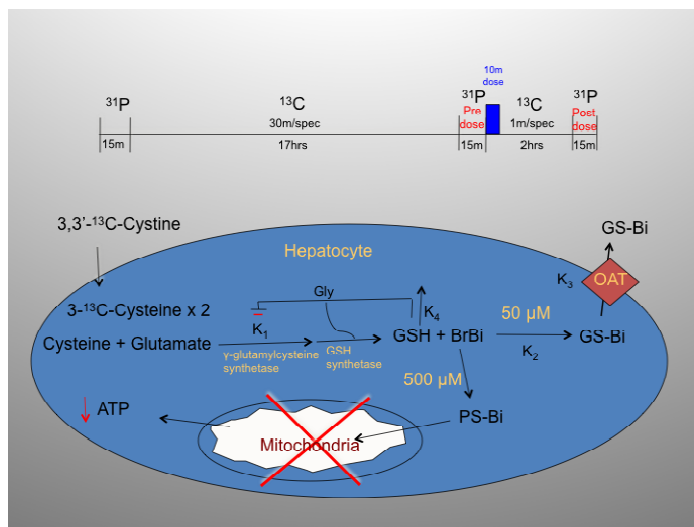 10m
dose
³¹P
¹³C
³¹P
¹³C
³¹P
30m/spec
Pre
dose
1m/spec
Post
dose
15m
17hrs
15m
2hrs
15m
3,3'-¹³C-Cystine
GS-Bi
Hepatocyte
K₃
OAT
3-¹³C-Cysteine x 2
Gly
K₄
50 µM
K₁
Cysteine + Glutamate
GSH + BrBi
GS-Bi
K₂
γ-glutamylcysteine
synthetase
GSH
synthetase
500 µM
ATP
PS-Bi
Mitochondria